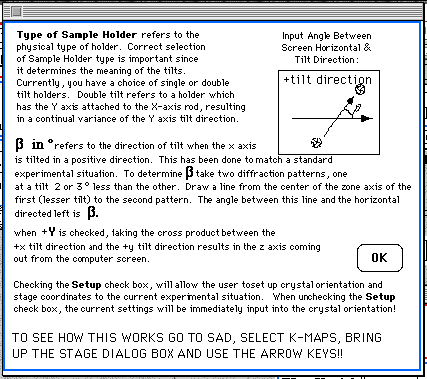 Type of Sample Holder refers to the
physical type of holder. Correct selection
of Sample Holder type is important since
it determines the meaning of the tilts.
Currently, you have a choice of single or double
tilt holders. Double tilt refers to a holder which
has the Y axis attached to the X-axis rod, resulting
in a continual variance of the Y axis tilt direction.
Input Angle Between
Screen Horizontal &
Tilt Direction:
+tilt direction
β
β in ° refers to the direction of tilt when the x axis
is tilted in a positive direction. This has been done to match a standard
experimental situation. To determine β take two diffraction patterns, one
at a tilt 2 or 3° less than the other. Draw a line from the center of the zone axis of the
first (lesser tilt) to the second pattern. The angle between this line and the horizontal
directed left is β.
when +Y is checked, taking the cross product between the
+x tilt direction and the +y tilt direction results in the z axis coming
out from the computer screen.
OK
Checking the Setup check box, will allow the user toset up crystal orientation and
stage coordinates to the current experimental situation. When unchecking the Setup
check box, the current settings will be immediately input into the crystal orientation!
TO SEE HOW THIS WORKS GO TO SAD, SELECT K-MAPS, BRING
UP THE STAGE DIALOG BOX AND USE THE ARROW KEYS!!